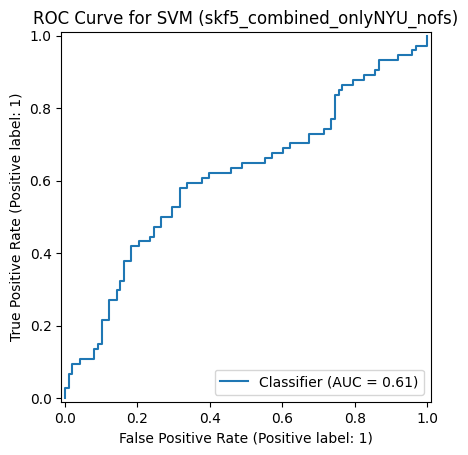 ROC Curve for SVM (skf5_combined_onlyNYU_nofs)
True Positive Rate (Positive label: 1)
1.0
0.8
0.6
0.4
0.2
0.0
Classifier (AUC = 0.61)
0.0 0.2 0.4 0.6 0.8 1.0
False Positive Rate (Positive label: 1)